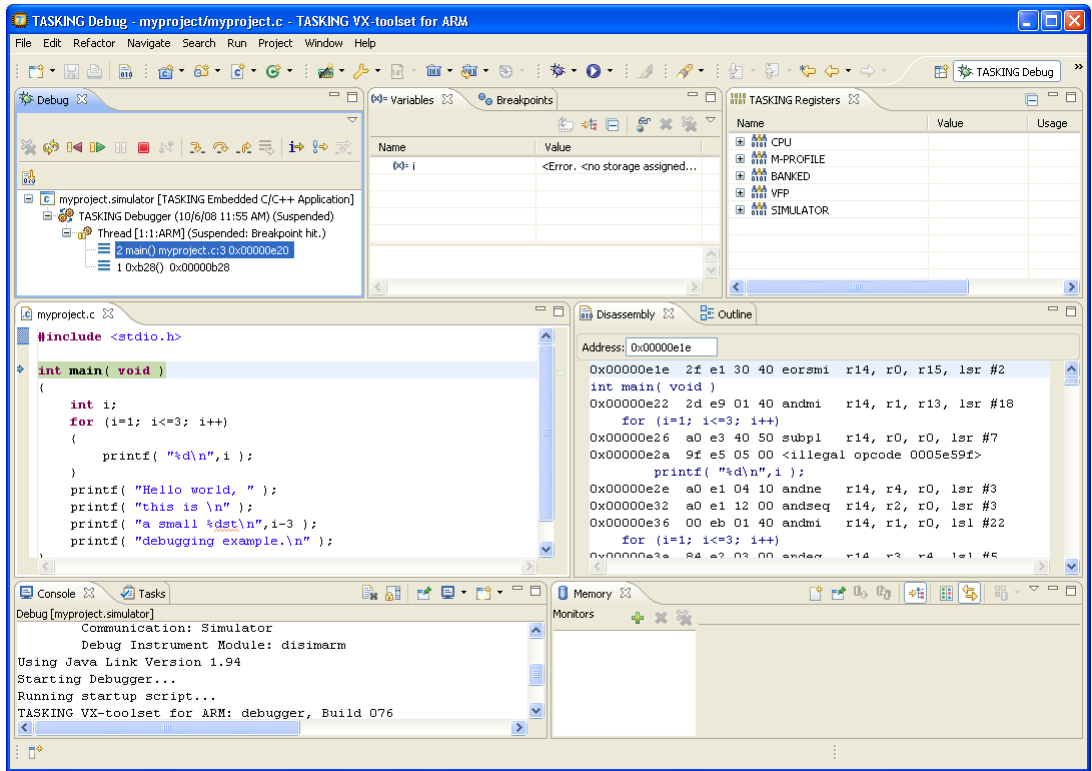 TASKING Debug - myproject/myproject.c - TASKING VX-toolset for ARM
File Edit Refactor Navigate Search Run Project Window Help
TASKING Debug
Debug
myproject.simulator [TASKING Embedded C/C++ Application]
TASKING Debugger (10/6/08 11:55 AM) (Suspended)
Thread [1:1:ARM] (Suspended: Breakpoint hit.)
2 main() myproject.c:3 0x00000e20
1 0xb28() 0x00000b28
(x)= Variables Breakpoints
Name Value
(x)= i <Error. <no storage assigned...
TASKING Registers
Name Value Usage
CPU
M-PROFILE
BANKED
VFP
SIMULATOR
myproject.c
#include <stdio.h>
int main( void )
{
int i;
for (i=1; i<=3; i++)
{
printf( "%d\n",i );
}
printf( "Hello world, " );
printf( "this is \n" );
printf( "a small %dst\n",i-3 );
printf( "debugging example.\n" );
Disassembly Outline
Address: 0x00000e1e
0x00000e1e 2f e1 30 40 eorsmi r14, r0, r15, lsr #2
int main( void )
0x00000e22 2d e9 01 40 andmi r14, r1, r13, lsr #18
for (i=1; i<=3; i++)
0x00000e26 a0 e3 40 50 subpl r14, r0, r0, lsr #7
0x00000e2a 9f e5 05 00 <illegal opcode 0005e59f>
printf( "%d\n",i );
0x00000e2e a0 e1 04 10 andne r14, r4, r0, lsr #3
0x00000e32 a0 e1 12 00 andseq r14, r2, r0, lsr #3
0x00000e36 00 eb 01 40 andmi r14, r1, r0, lsl #22
for (i=1; i<=3; i++)
0x00000e3a 84 e2 03 00 andeq r14, r3, r4, lsl #5
Console Tasks
Debug [myproject.simulator]
Communication: Simulator
Debug Instrument Module: disimarm
Using Java Link Version 1.94
Starting Debugger...
Running startup script...
TASKING VX-toolset for ARM: debugger, Build 076
Memory
Monitors